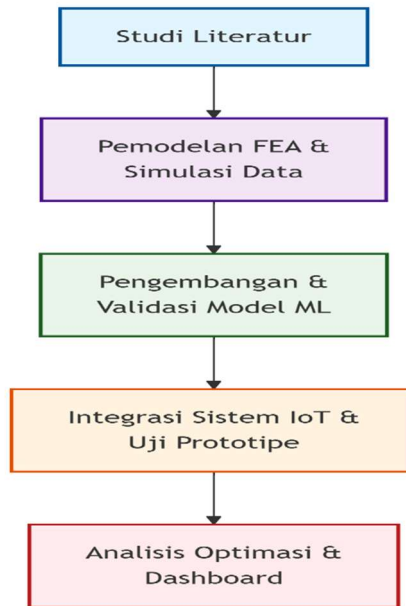 Studi Literatur
Pemodelan FEA &
Simulasi Data
Pengembangan &
Validasi Model ML
Integrasi Sistem IoT &
Uji Prototipe
Analisis Optimasi &
Dashboard